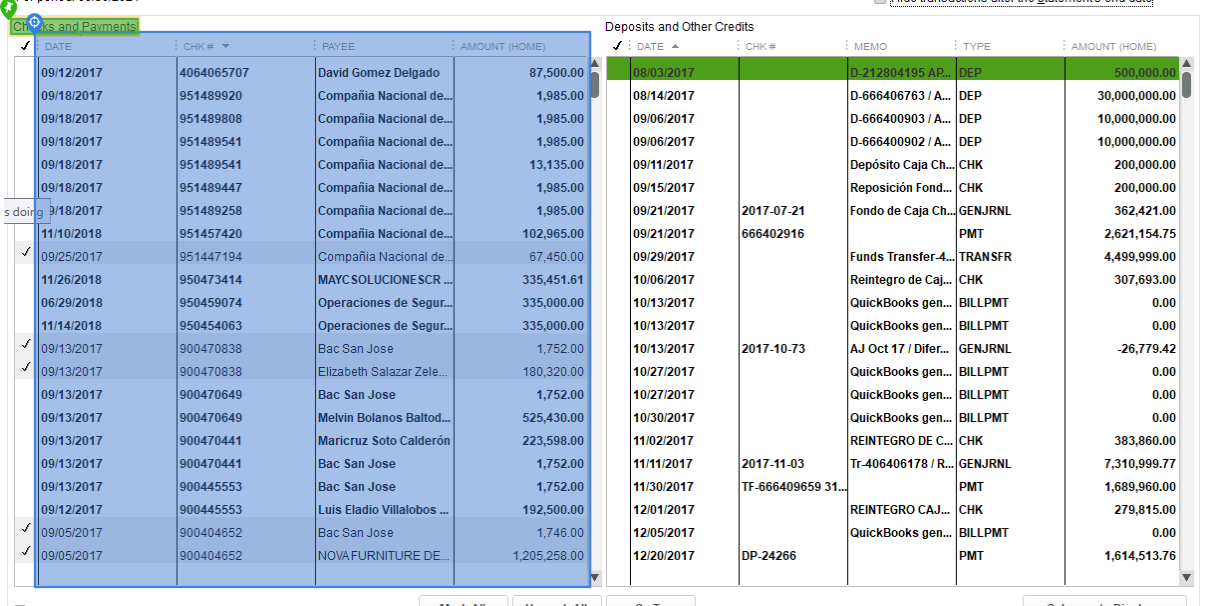 Checks and Payments
DATE CHK # PAYEE AMOUNT (HOME)
09/12/2017 4064065707 David Gomez Delgado 87,500.00
09/18/2017 951489920 Compañia Nacional de... 1,985.00
09/18/2017 951489808 Compañia Nacional de... 1,985.00
09/18/2017 951489541 Compañia Nacional de... 1,985.00
09/18/2017 951489541 Compañia Nacional de... 13,135.00
09/18/2017 951489447 Compañia Nacional de... 1,985.00
s doing 9/18/2017 951489258 Compañia Nacional de... 1,985.00
11/10/2018 951457420 Compañia Nacional de... 102,965.00
09/25/2017 951447194 Compañia Nacional de... 67,450.00
11/26/2018 950473414 MAYCSOLUCIONESCR ... 335,451.61
06/29/2018 950459074 Operaciones de Segur... 335,000.00
11/14/2018 950454063 Operaciones de Segur... 335,000.00
09/13/2017 900470838 Bac San Jose 1,752.00
09/13/2017 900470838 Elizabeth Salazar Zele... 180,320.00
09/13/2017 900470649 Bac San Jose 1,752.00
09/13/2017 900470649 Melvin Bolanos Baltod... 525,430.00
09/13/2017 900470441 Maricruz Soto Calderón 223,598.00
09/13/2017 900470441 Bac San Jose 1,752.00
09/13/2017 900445553 Bac San Jose 1,752.00
09/12/2017 900445553 Luis Eladio Villalobos ... 192,500.00
09/05/2017 900404652 Bac San Jose 1,746.00
09/05/2017 900404652 NOVAFURNITURE DE... 1,205,258.00
Deposits and Other Credits
DATE CHK # MEMO TYPE AMOUNT (HOME)
08/03/2017 D-212804195 AP... DEP 500,000.00
08/14/2017 D-666406763 / A... DEP 30,000,000.00
09/06/2017 D-666400903 / A... DEP 10,000,000.00
09/06/2017 D-666400902 / A... DEP 10,000,000.00
09/11/2017 Depósito Caja Ch... CHK 200,000.00
09/15/2017 Reposición Fond... CHK 200,000.00
09/21/2017 2017-07-21 Fondo de Caja Ch... GENJRNL 362,421.00
09/21/2017 666402916 PMT 2,621,154.75
09/29/2017 Funds Transfer-4... TRANSFR 4,499,999.00
10/06/2017 Reintegro de Caj... CHK 307,693.00
10/13/2017 QuickBooks gen... BILLPMT 0.00
10/13/2017 QuickBooks gen... BILLPMT 0.00
10/13/2017 2017-10-73 AJ Oct 17 / Difer... GENJRNL -26,779.42
10/27/2017 QuickBooks gen... BILLPMT 0.00
10/27/2017 QuickBooks gen... BILLPMT 0.00
10/30/2017 QuickBooks gen... BILLPMT 0.00
11/02/2017 REINTEGRO DE C... CHK 383,860.00
11/11/2017 2017-11-03 Tr-406406178 / R... GENJRNL 7,310,999.77
11/30/2017 TF-666409659 31... PMT 1,689,960.00
12/01/2017 REINTEGRO CAJ... CHK 279,815.00
12/05/2017 QuickBooks gen... BILLPMT 0.00
12/20/2017 DP-24266 PMT 1,614,513.76